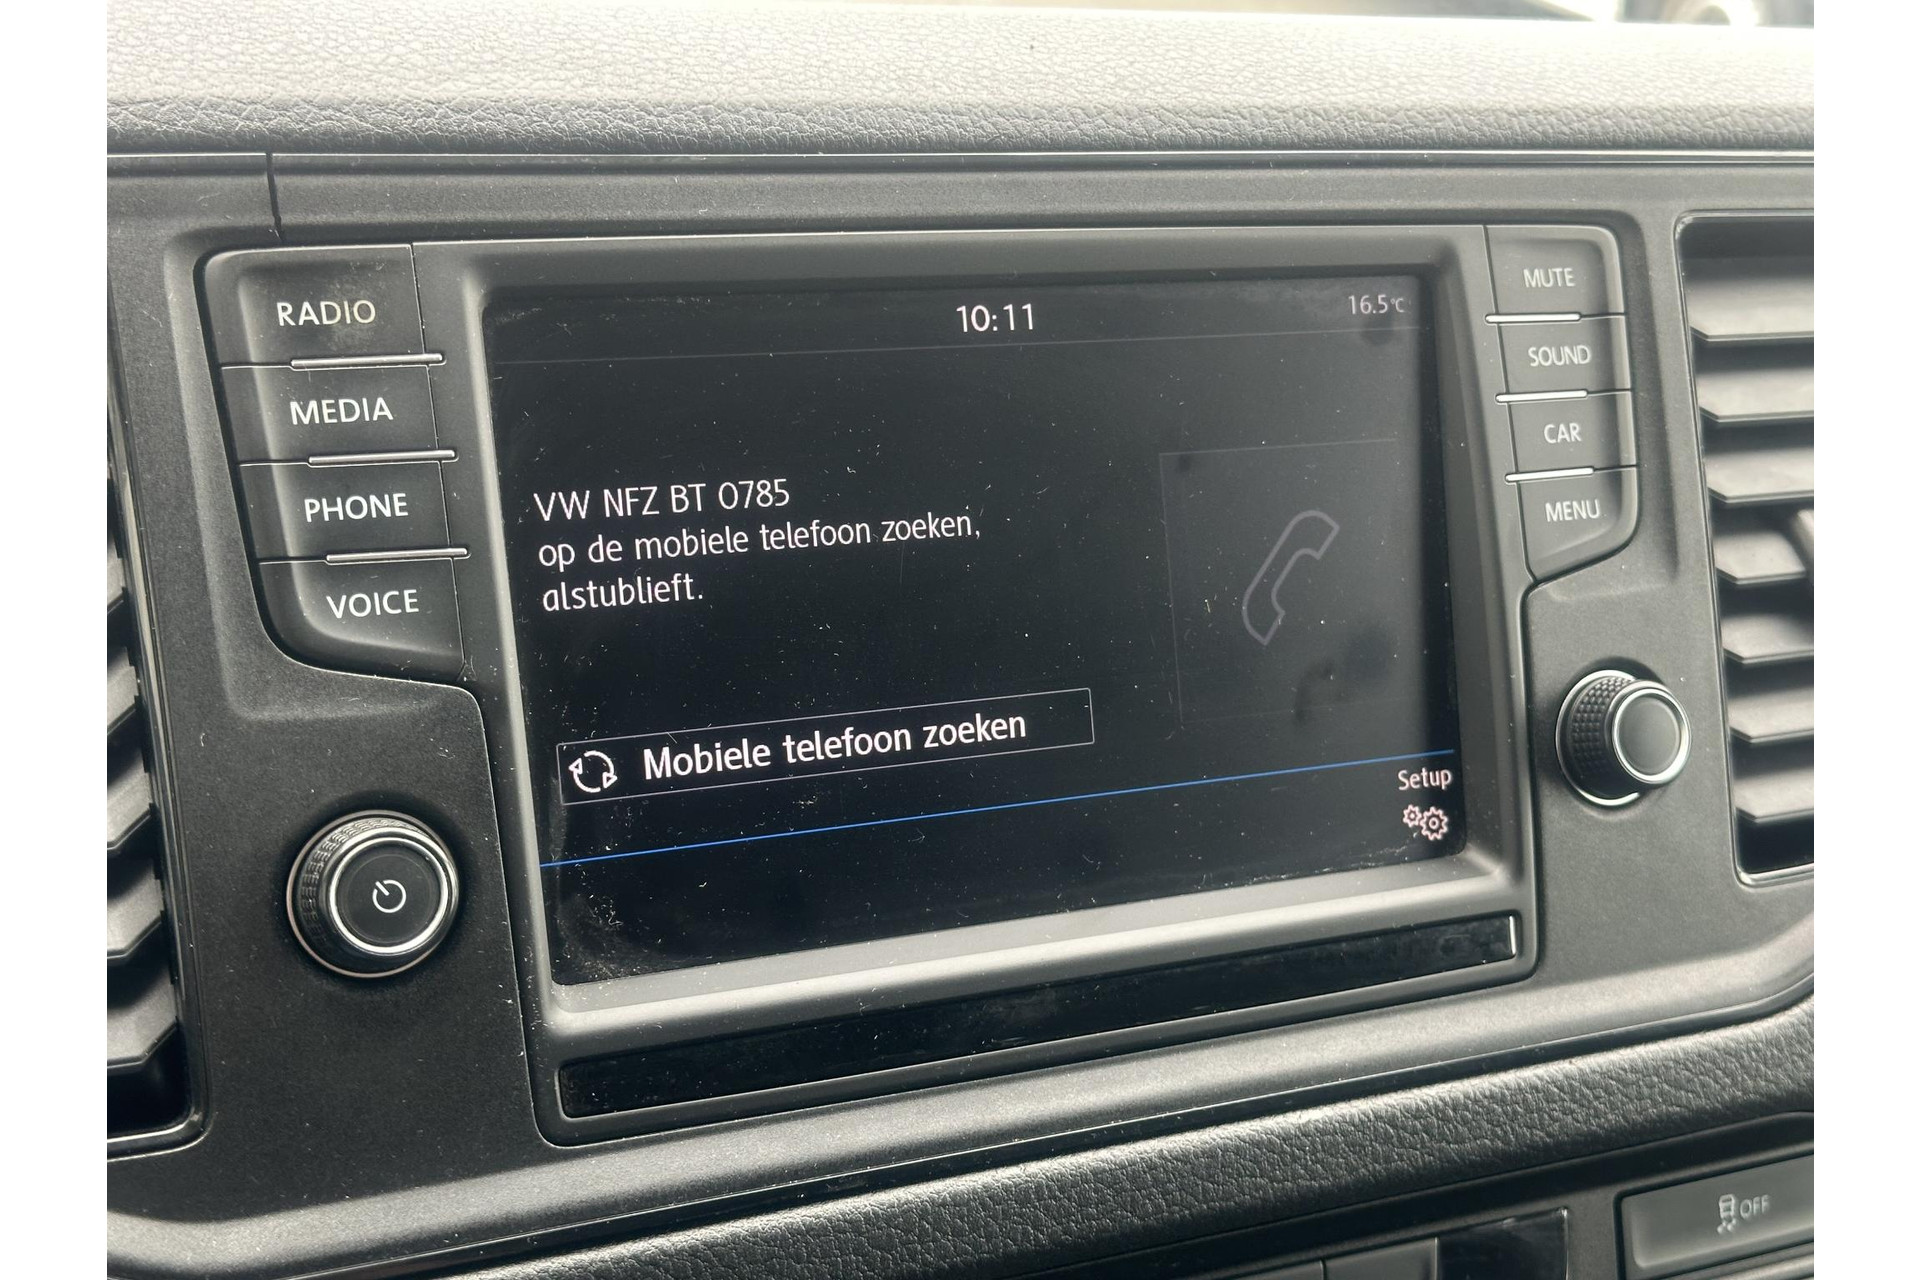 RADIO
MEDIA
PHONE
VOICE
10:11
16.5°C
VW NFZ BT 0785
op de mobiele telefoon zoeken,
alstublieft.
Mobiele telefoon zoeken
Setup
MUTE
SOUND
CAR
MENU
OFF